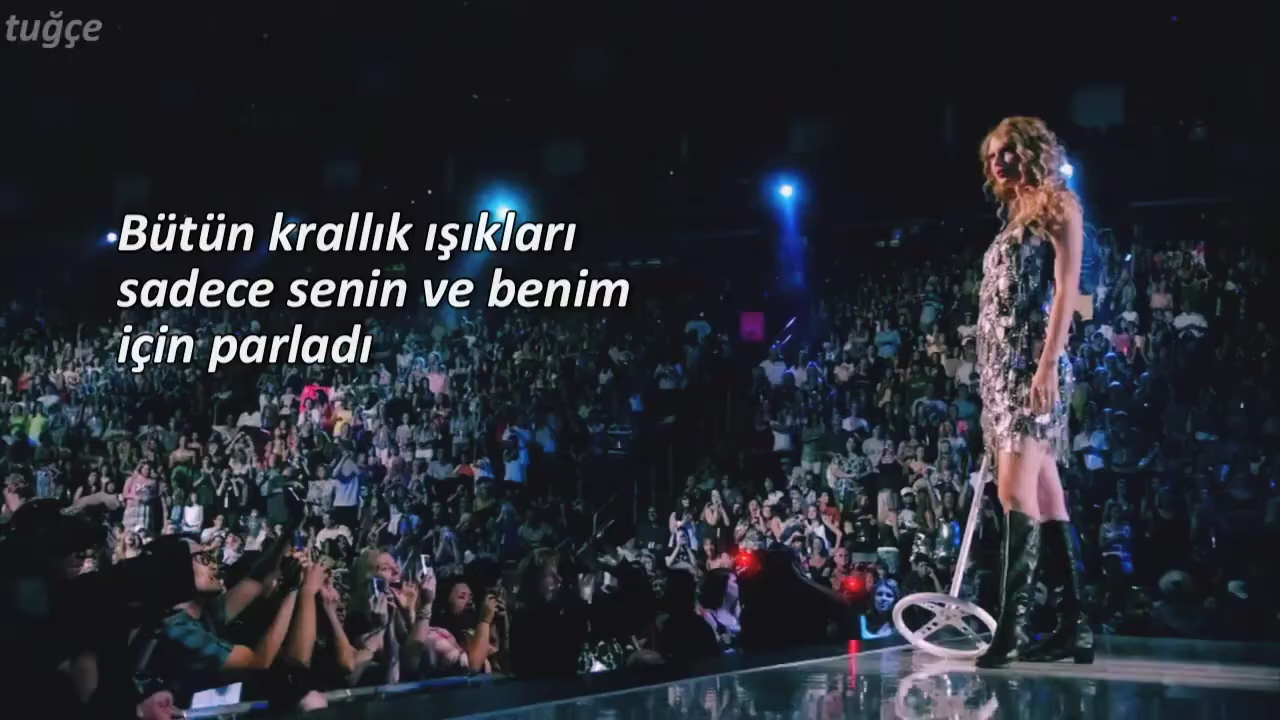 tuğçe
Bütün krallık ışıkları
sadece senin ve benim
için parladı